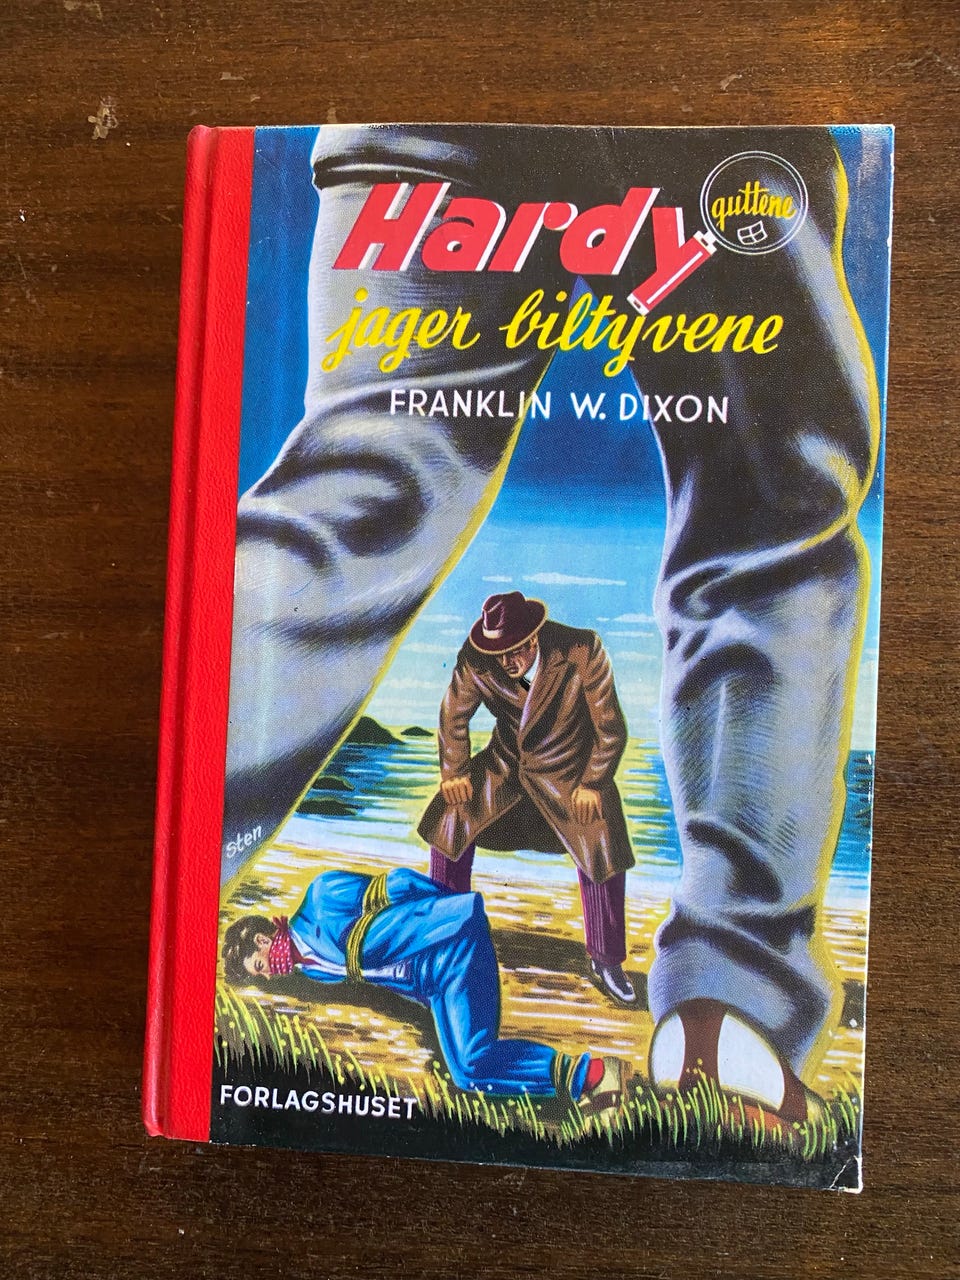 Hardy guttene
jager biltyvene
FRANKLIN W. DIXON
sten
FORLAGSHUSET